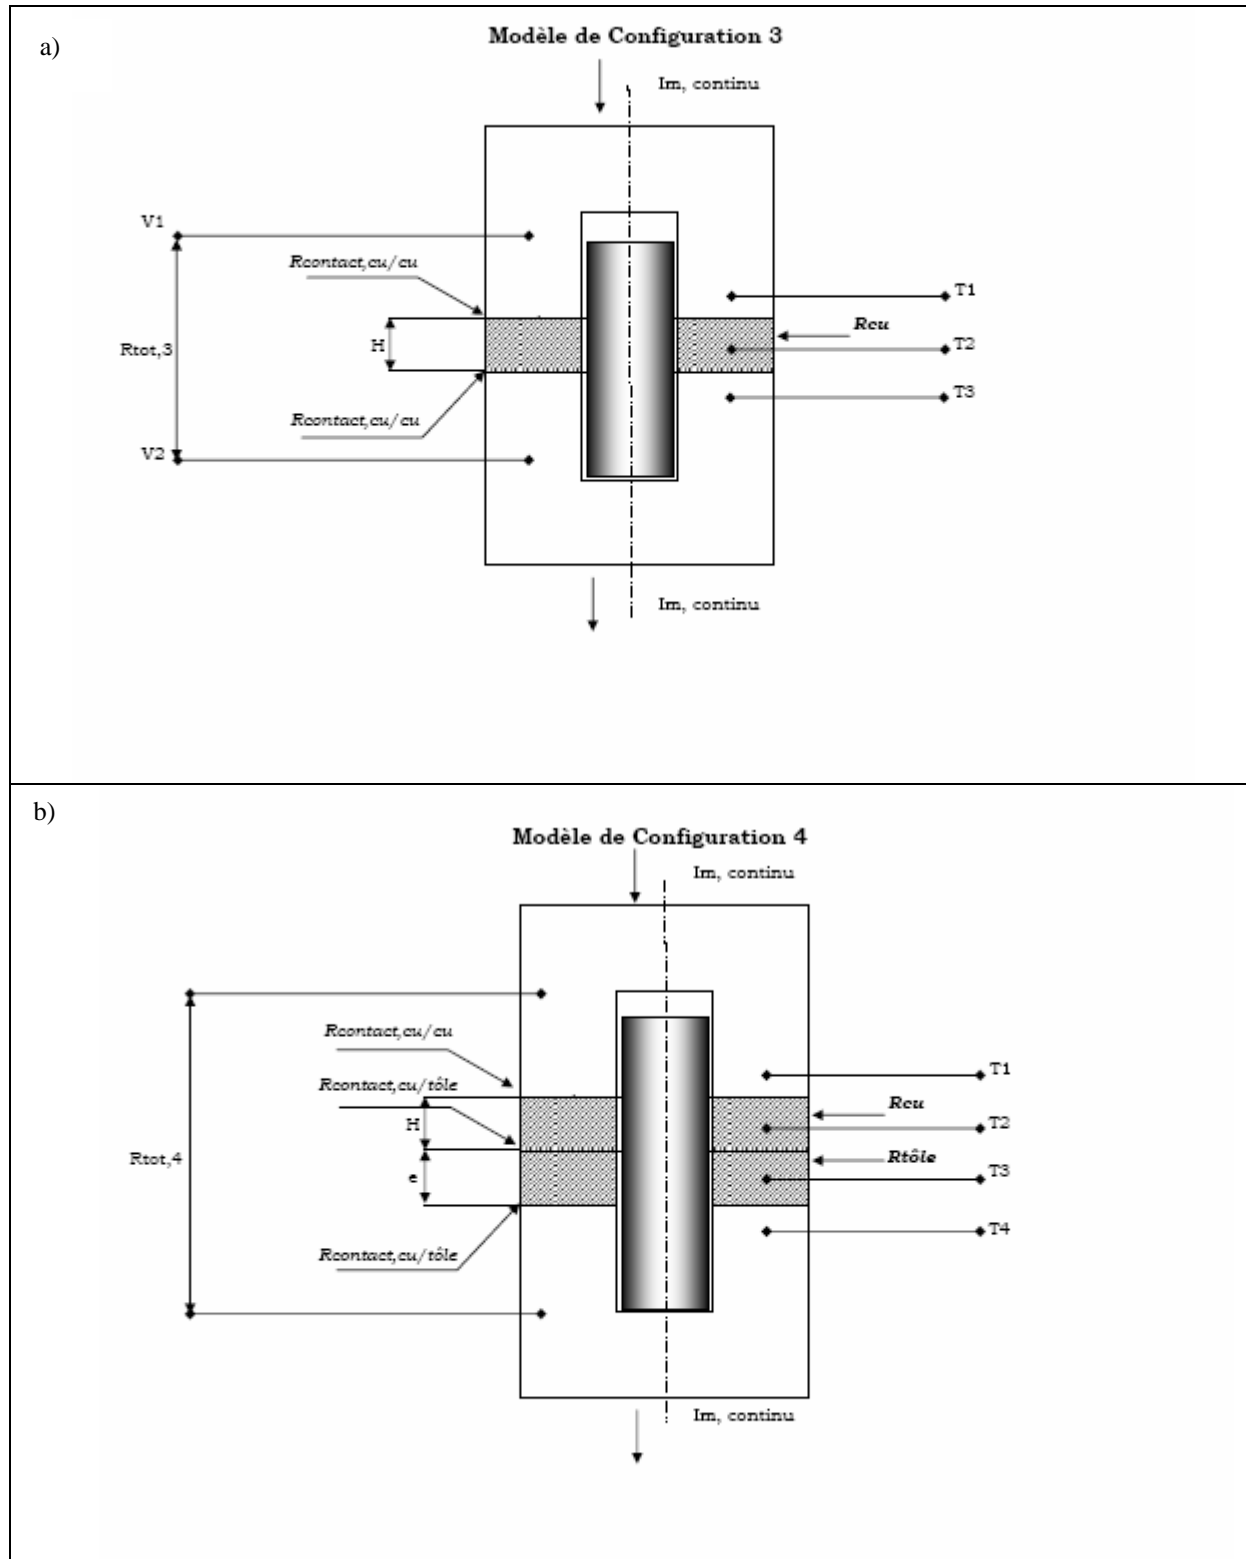 a)
Modèle de Configuration 3
Im, continu
V1
Rcontact,cu/cu
T1
Rcu
Rtot,3
H
T2
T3
Rcontact,cu/cu
V2
Im, continu
b)
Modèle de Configuration 4
Im, continu
Rcontact,cu/cu
T1
Rcontact,cu/tôle
Rcu
H
T2
Rtot,4
Rtôle
e
T3
T4
Rcontact,cu/tôle
Im, continu